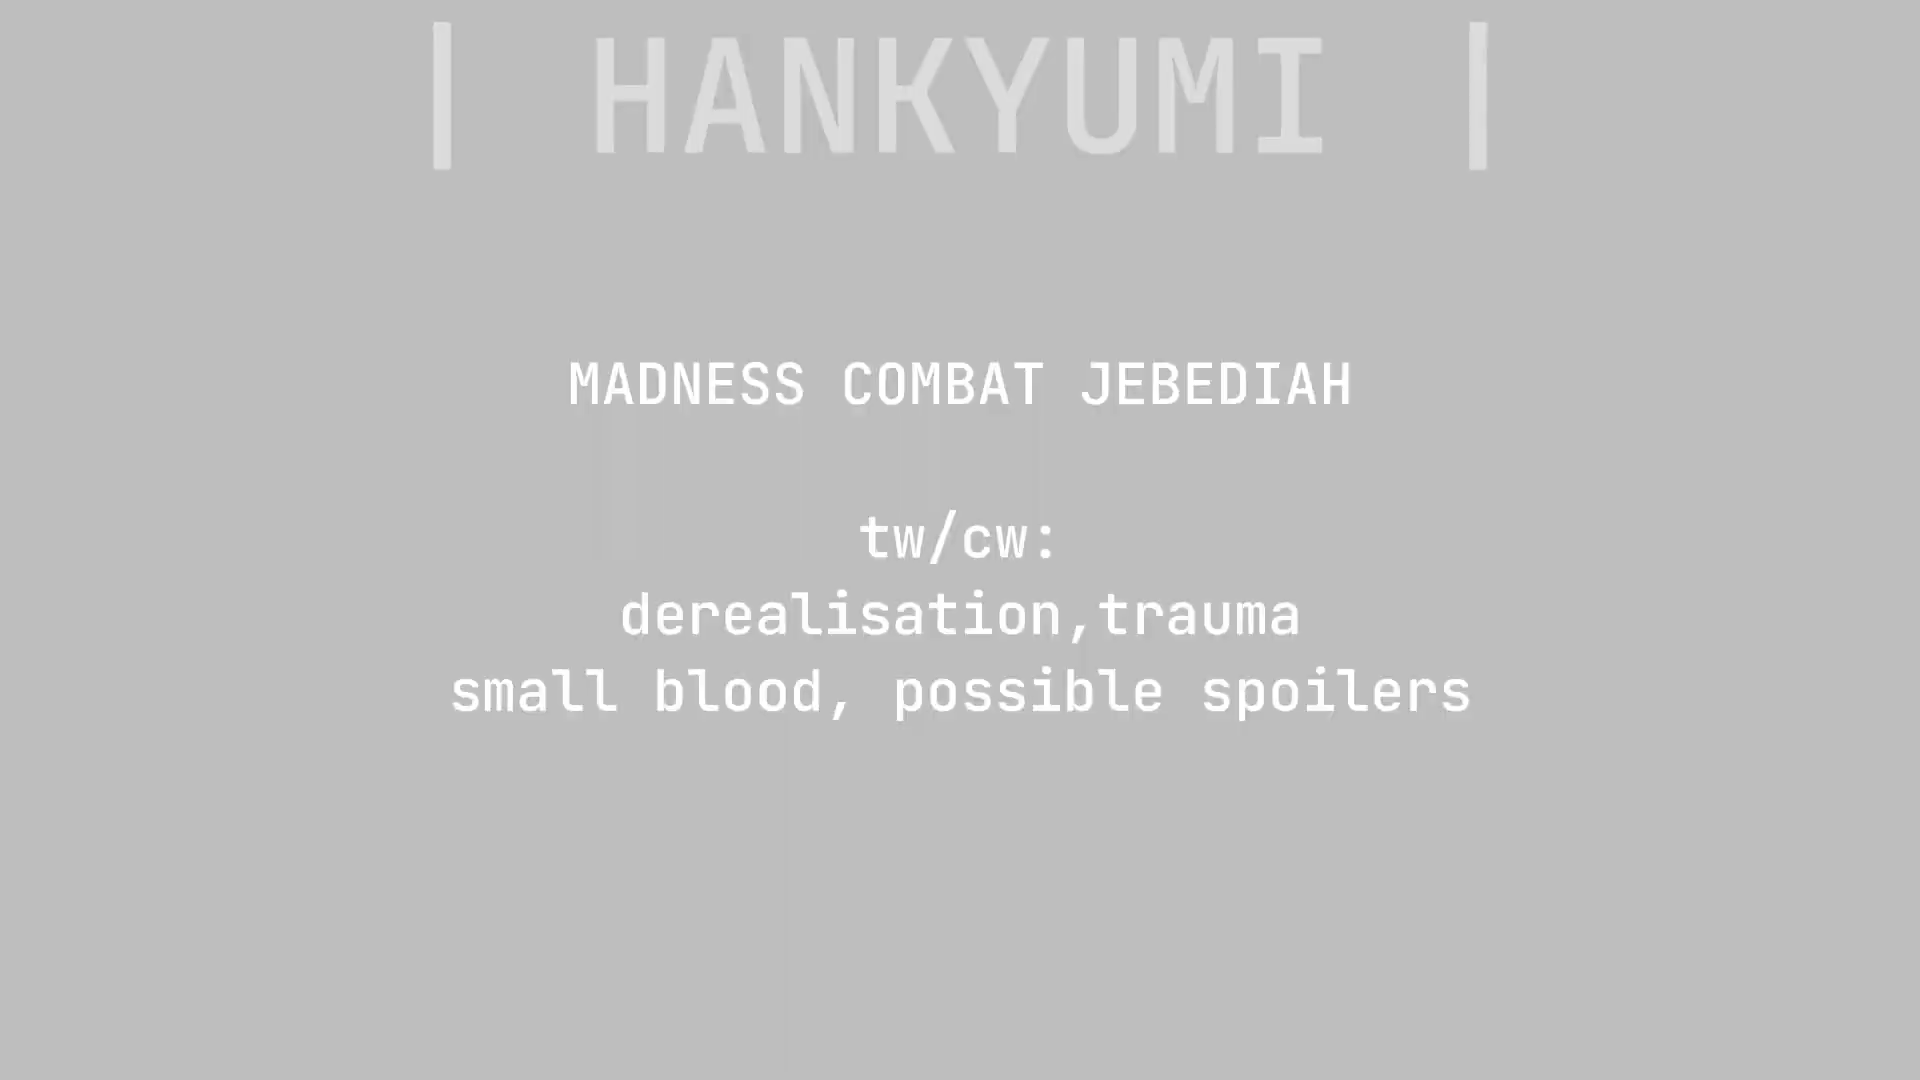 | HANKYUMI |
MADNESS COMBAT JEBEDIAH
tw/cw:
derealisation,trauma
small blood, possible spoilers